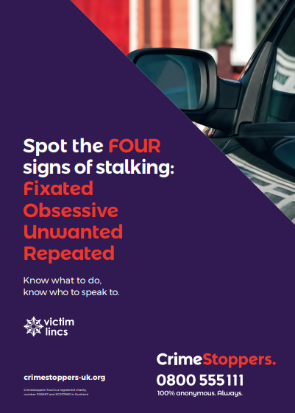 Spot the FOUR
signs of stalking:
Fixated
Obsessive
Unwanted
Repeated
Know what to do,
know who to speak to.
victim
lincs
CrimeStoppers.
crimestoppers-uk.org
0800 555 111
100% anonymous. Always.